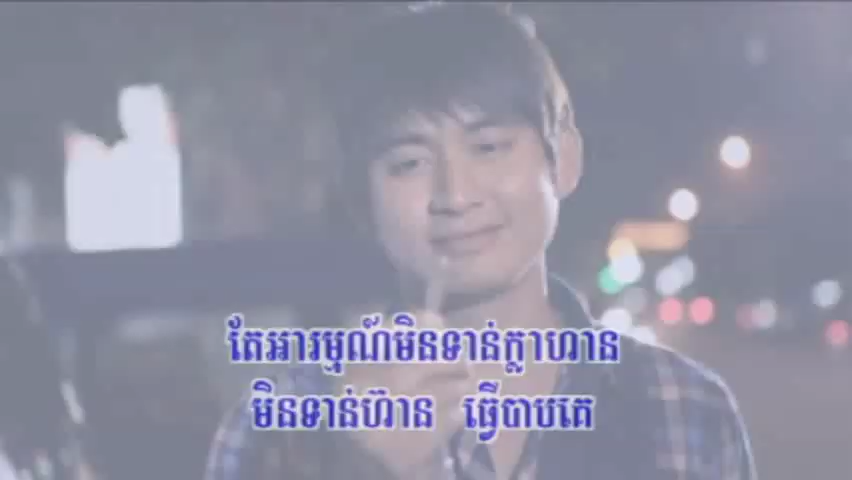 តែអារម្មណ៍មិនទាន់ក្លាហាន
មិនទាន់ហ៊ាន ធ្វើបាបគេ